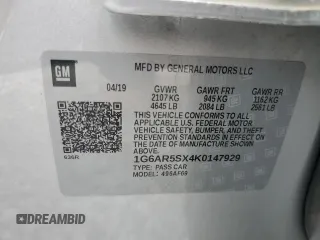 GM
MFD BY GENERAL MOTORS LLC
04/19 GVWR GAWR FRT GAWR RR
2107 KG 945 KG 1162 KG
4645 LB 2084 LB 2561 LB
THIS VEHICLE CONFORMS TO ALL APPLICABLE U.S. FEDERAL MOTOR VEHICLE SAFETY, BUMPER, AND THEFT PREVENTION STANDARDS IN EFFECT ON THE DATE OF MANUFACTURE SHOWN ABOVE.
1G6AR5SX4K0147929
TYPE: PASS CAR
MODEL:
AUTOBIDMASTER